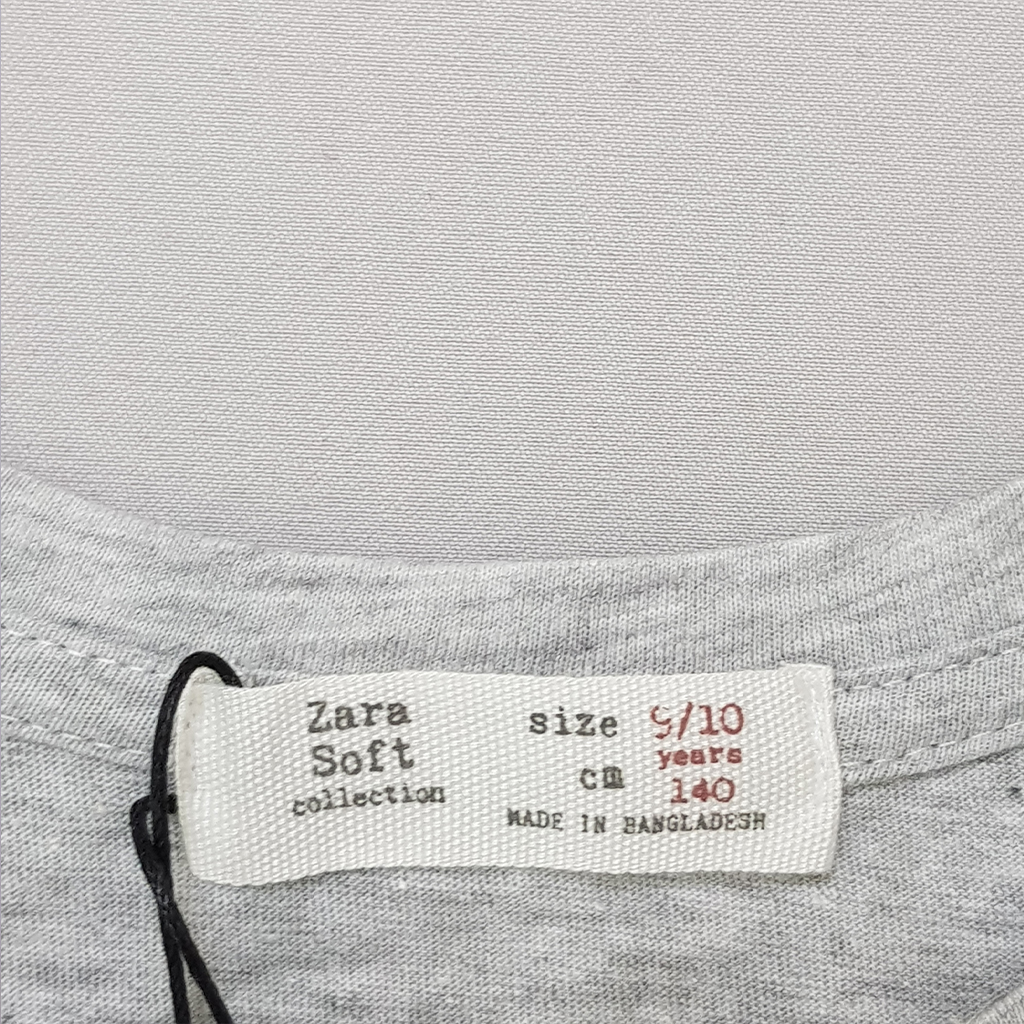 Zara
Soft
collection
size 9/10
years
cm 140
MADE IN BANGLADESH